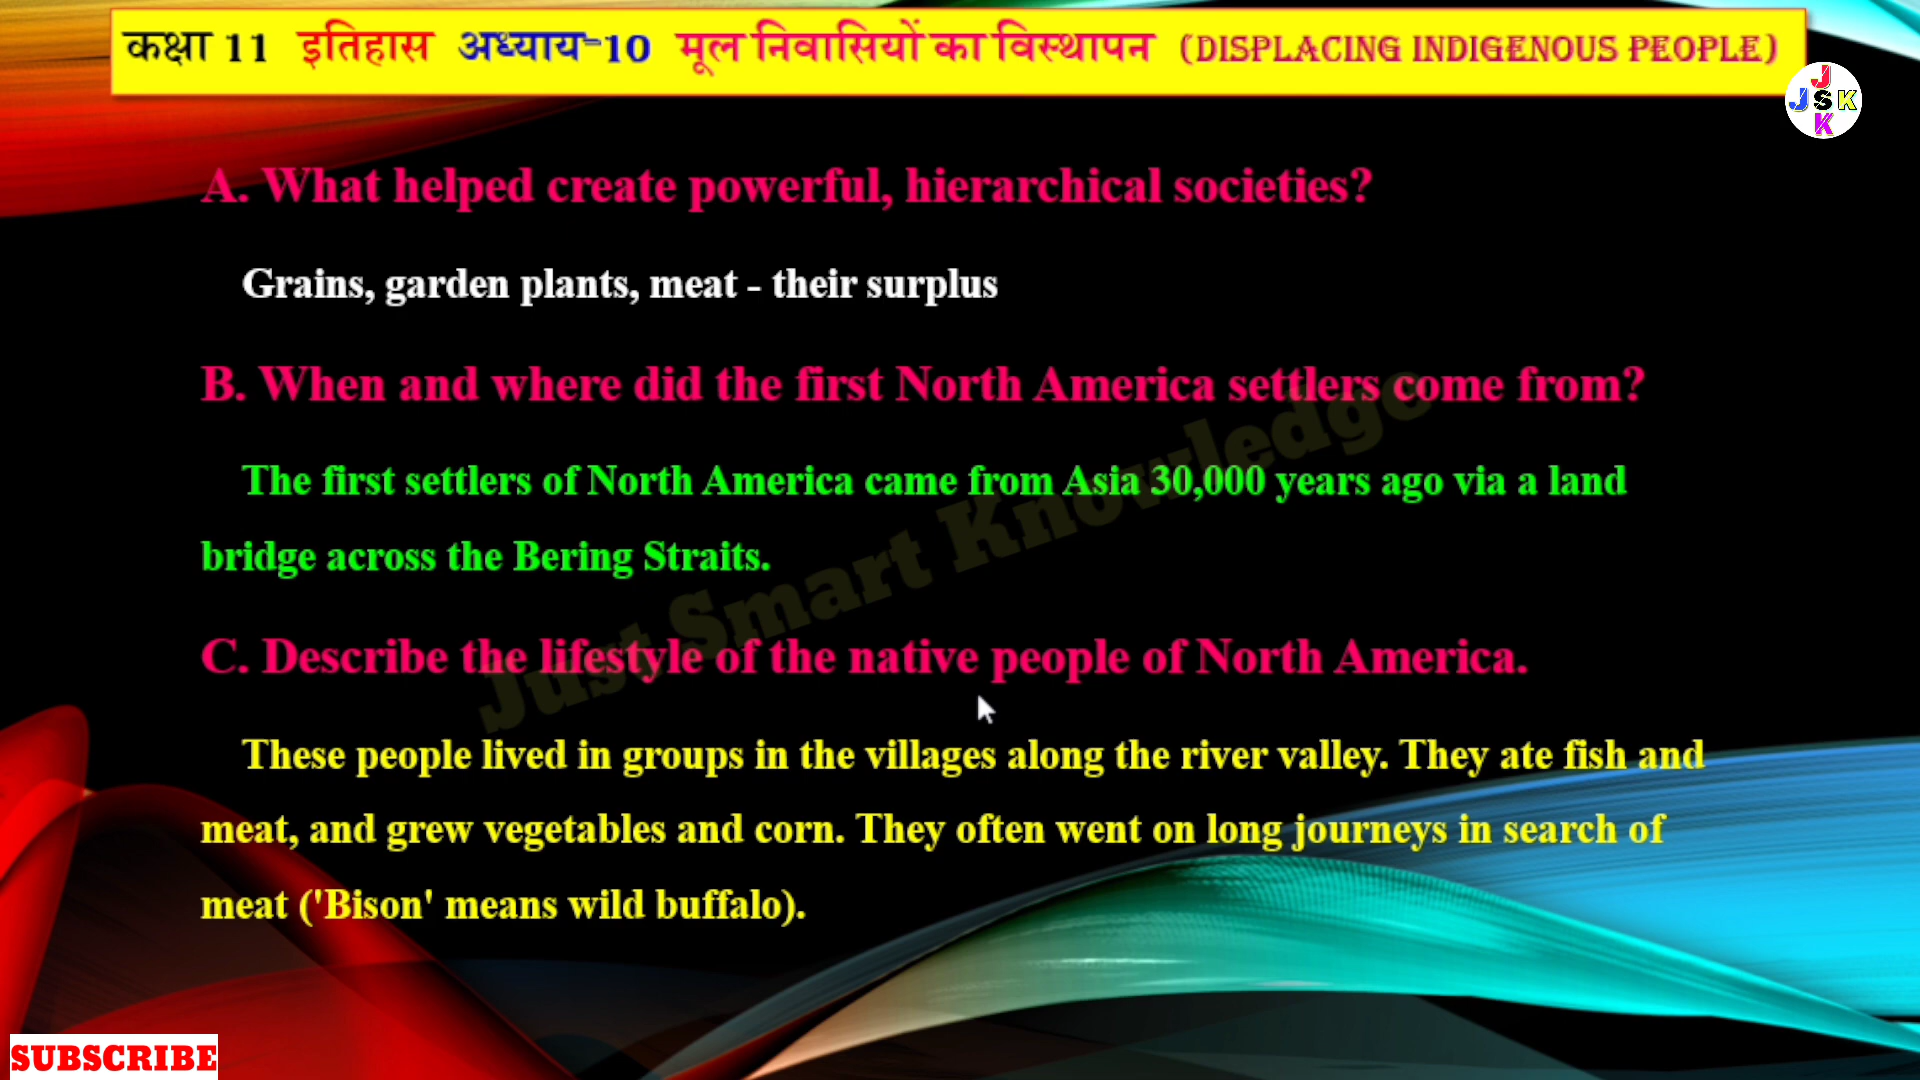 कक्षा 11 इतिहास अध्याय-10 मूल निवासियों का विस्थापन (DISPLACING INDIGENOUS PEOPLE)
J
J S K
K
A. What helped create powerful, hierarchical societies?
Grains, garden plants, meat - their surplus
B. When and where did the first North America settlers come from?
The first settlers of North America came from Asia 30,000 years ago via a land
bridge across the Bering Straits.
C. Describe the lifestyle of the native people of North America.
These people lived in groups in the villages along the river valley. They ate fish and
meat, and grew vegetables and corn. They often went on long journeys in search of
meat ('Bison' means wild buffalo).
Just Smart Knowledge
SUBSCRIBE